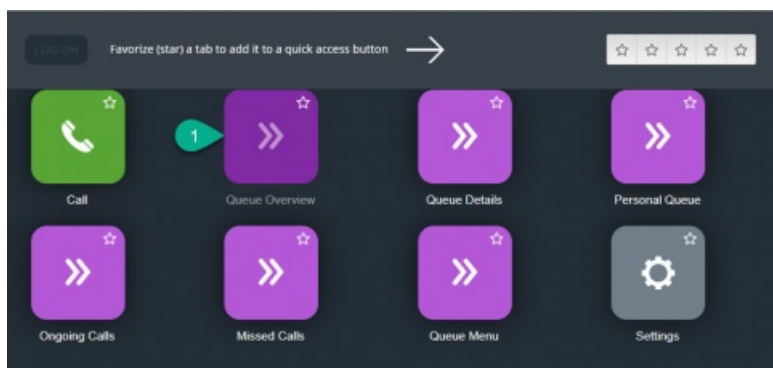 LOG ON
Favorize (star) a tab to add it to a quick access button
1
Call
Queue Overview
Queue Details
Personal Queue
Ongoing Calls
Missed Calls
Queue Menu
Settings